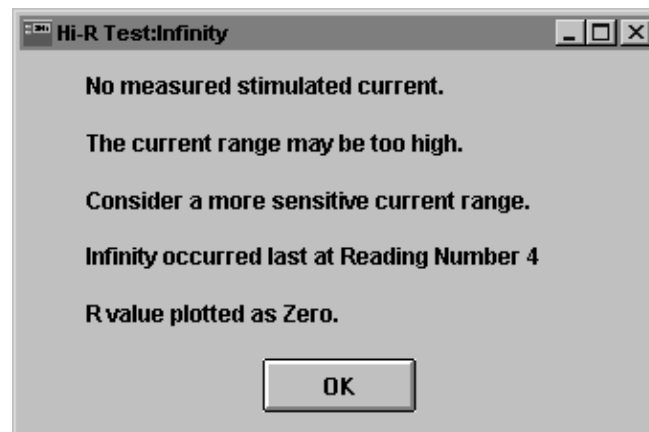 Hi-R Test:Infinity
No measured stimulated current.
The current range may be too high.
Consider a more sensitive current range.
Infinity occurred last at Reading Number 4
R value plotted as Zero.
OK